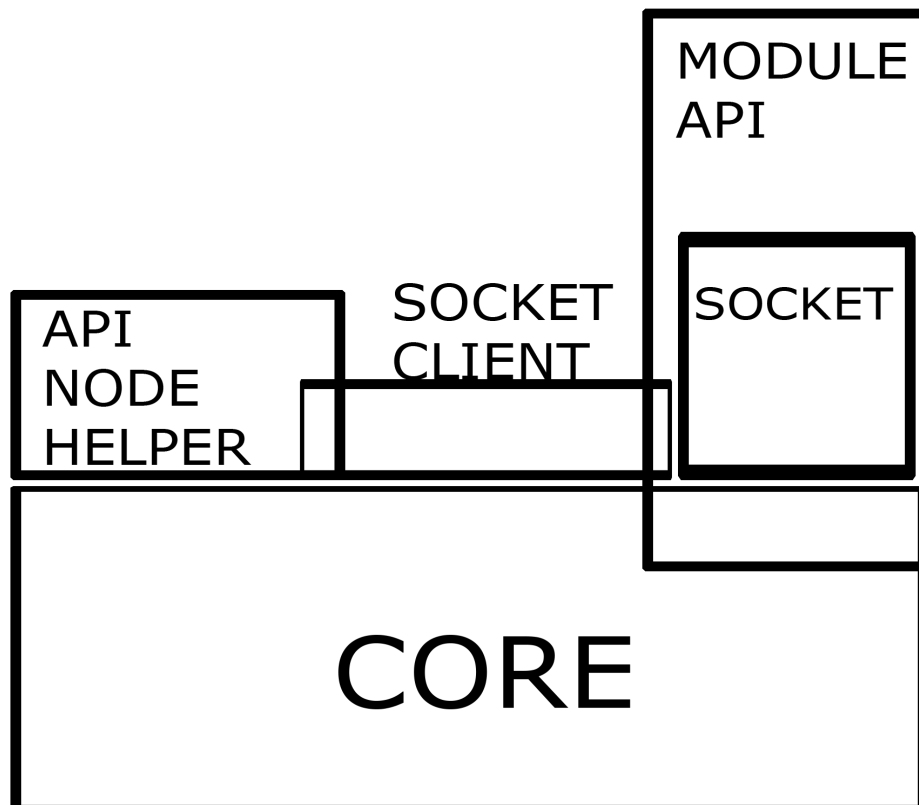 MODULE
API
SOCKET
API
NODE
HELPER
SOCKET
CLIENT
CORE